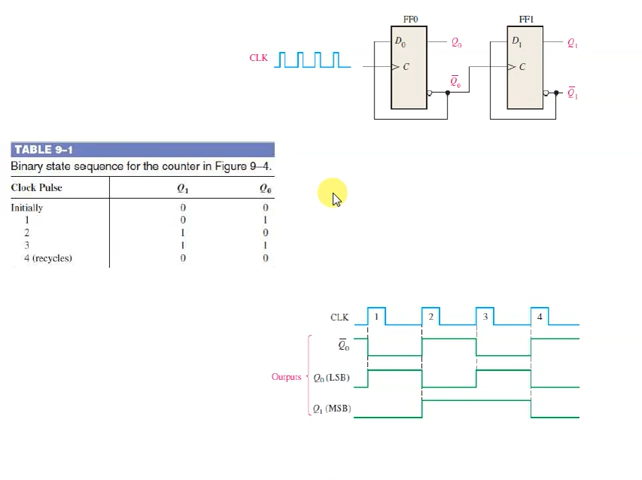 FF0 FF1
D₀ Q₀ D₁ Q₁
CLK
C C
Q̅₀ Q̅₁
TABLE 9–1
Binary state sequence for the counter in Figure 9–4.
Clock Pulse Q₁ Q₀
Initially 0 0
1 0 1
2 1 0
3 1 1
4 (recycles) 0 0
CLK 1 2 3 4
Q̅₀
Outputs Q₀ (LSB)
Q₁ (MSB)